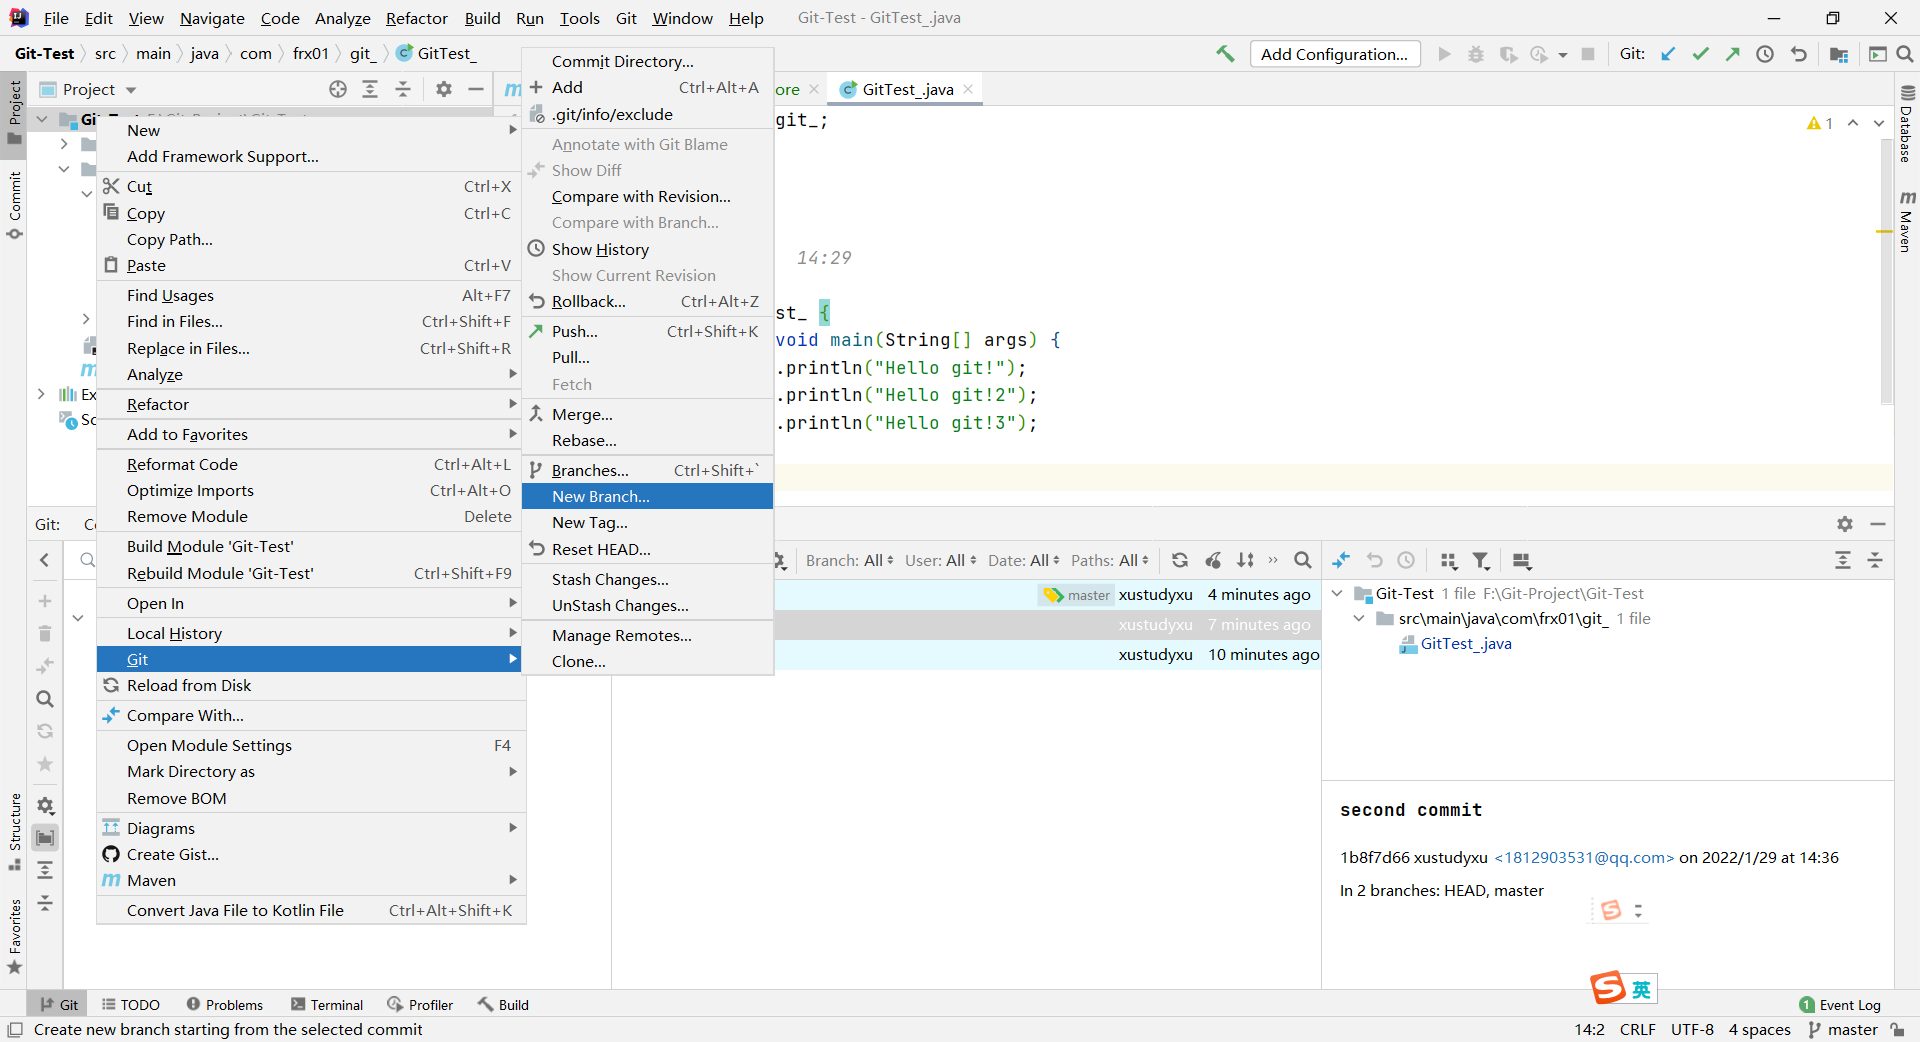 File Edit View Navigate Code Analyze Refactor Build Run Tools Git Window Help Git-Test - GitTest_.java
Git-Test src main java com frx01 git_ GitTest_
Add Configuration...
Git:
Project
Project
Commit
Structure
Favorites
Database
Maven
ore
GitTest_.java
New
Add Framework Support...
Cut Ctrl+X
Copy Ctrl+C
Copy Path...
Paste Ctrl+V
Find Usages Alt+F7
Find in Files... Ctrl+Shift+F
Replace in Files... Ctrl+Shift+R
Analyze
Refactor
Add to Favorites
Reformat Code Ctrl+Alt+L
Optimize Imports Ctrl+Alt+O
Remove Module Delete
Build Module 'Git-Test'
Rebuild Module 'Git-Test' Ctrl+Shift+F9
Open In
Local History
Git
Reload from Disk
Compare With...
Open Module Settings F4
Mark Directory as
Remove BOM
Diagrams
Create Gist...
Maven
Convert Java File to Kotlin File Ctrl+Alt+Shift+K
Commit Directory...
Add Ctrl+Alt+A
.git/info/exclude
Annotate with Git Blame
Show Diff
Compare with Revision...
Compare with Branch...
Show History
Show Current Revision
Rollback... Ctrl+Alt+Z
Push... Ctrl+Shift+K
Pull...
Fetch
Merge...
Rebase...
Branches... Ctrl+Shift+`
New Branch...
New Tag...
Reset HEAD...
Stash Changes...
UnStash Changes...
Manage Remotes...
Clone...
git_;
1
14:29
st_ {
void main(String[] args) {
.println("Hello git!");
.println("Hello git!2");
.println("Hello git!3");
Ex
Sc
Git: Co
Branch: All User: All Date: All Paths: All
master xustudyxu 4 minutes ago
xustudyxu 7 minutes ago
xustudyxu 10 minutes ago
Git-Test 1 file F:\Git-Project\Git-Test
src\main\java\com\frx01\git_ 1 file
GitTest_.java
second commit
1b8f7d66 xustudyxu <1812903531@qq.com> on 2022/1/29 at 14:36
In 2 branches: HEAD, master
英
Git TODO Problems Terminal Profiler Build
1 Event Log
Create new branch starting from the selected commit
14:2 CRLF UTF-8 4 spaces master